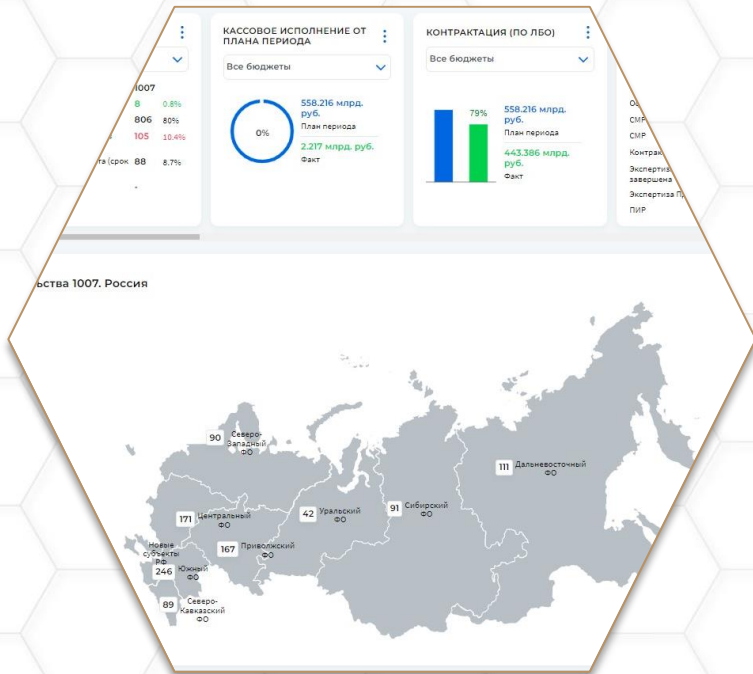 КАССОВОЕ ИСПОЛНЕНИЕ ОТ
ПЛАНА ПЕРИОДА
Все бюджеты
0%
558.216 млрд.
руб.
План периода
2.217 млрд. руб.
Факт
КОНТРАКТАЦИЯ (ПО ЛБО)
Все бюджеты
79%
558.216 млрд.
руб.
План периода
443.386 млрд.
руб.
Факт
1007
8 0.8%
806 80%
105 10.4%
(срок 88 8.7%
-
СМР
СМР
Контрак
Экспертиз
завершена
Экспертиза П
ПИР
ьства 1007. Россия
90 Северо-
Западный
ФО
171 Центральный
ФО
Новые
субъекты
РФ
246 Южный
ФО
167 Приволжский
ФО
89 Северо-
Кавказский
ФО
42 Уральский
ФО
91 Сибирский
ФО
111 Дальневосточный
ФО